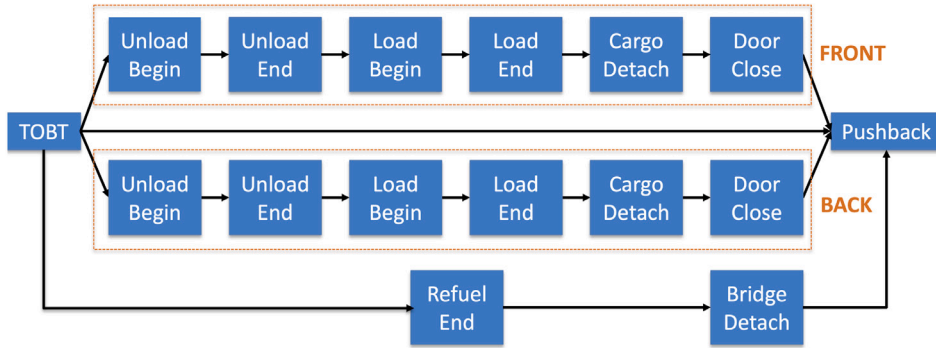 Unload
Begin
Unload
End
Load
Begin
Load
End
Cargo
Detach
Door
Close
FRONT
TOBT
Pushback
Unload
Begin
Unload
End
Load
Begin
Load
End
Cargo
Detach
Door
Close
BACK
Refuel
End
Bridge
Detach